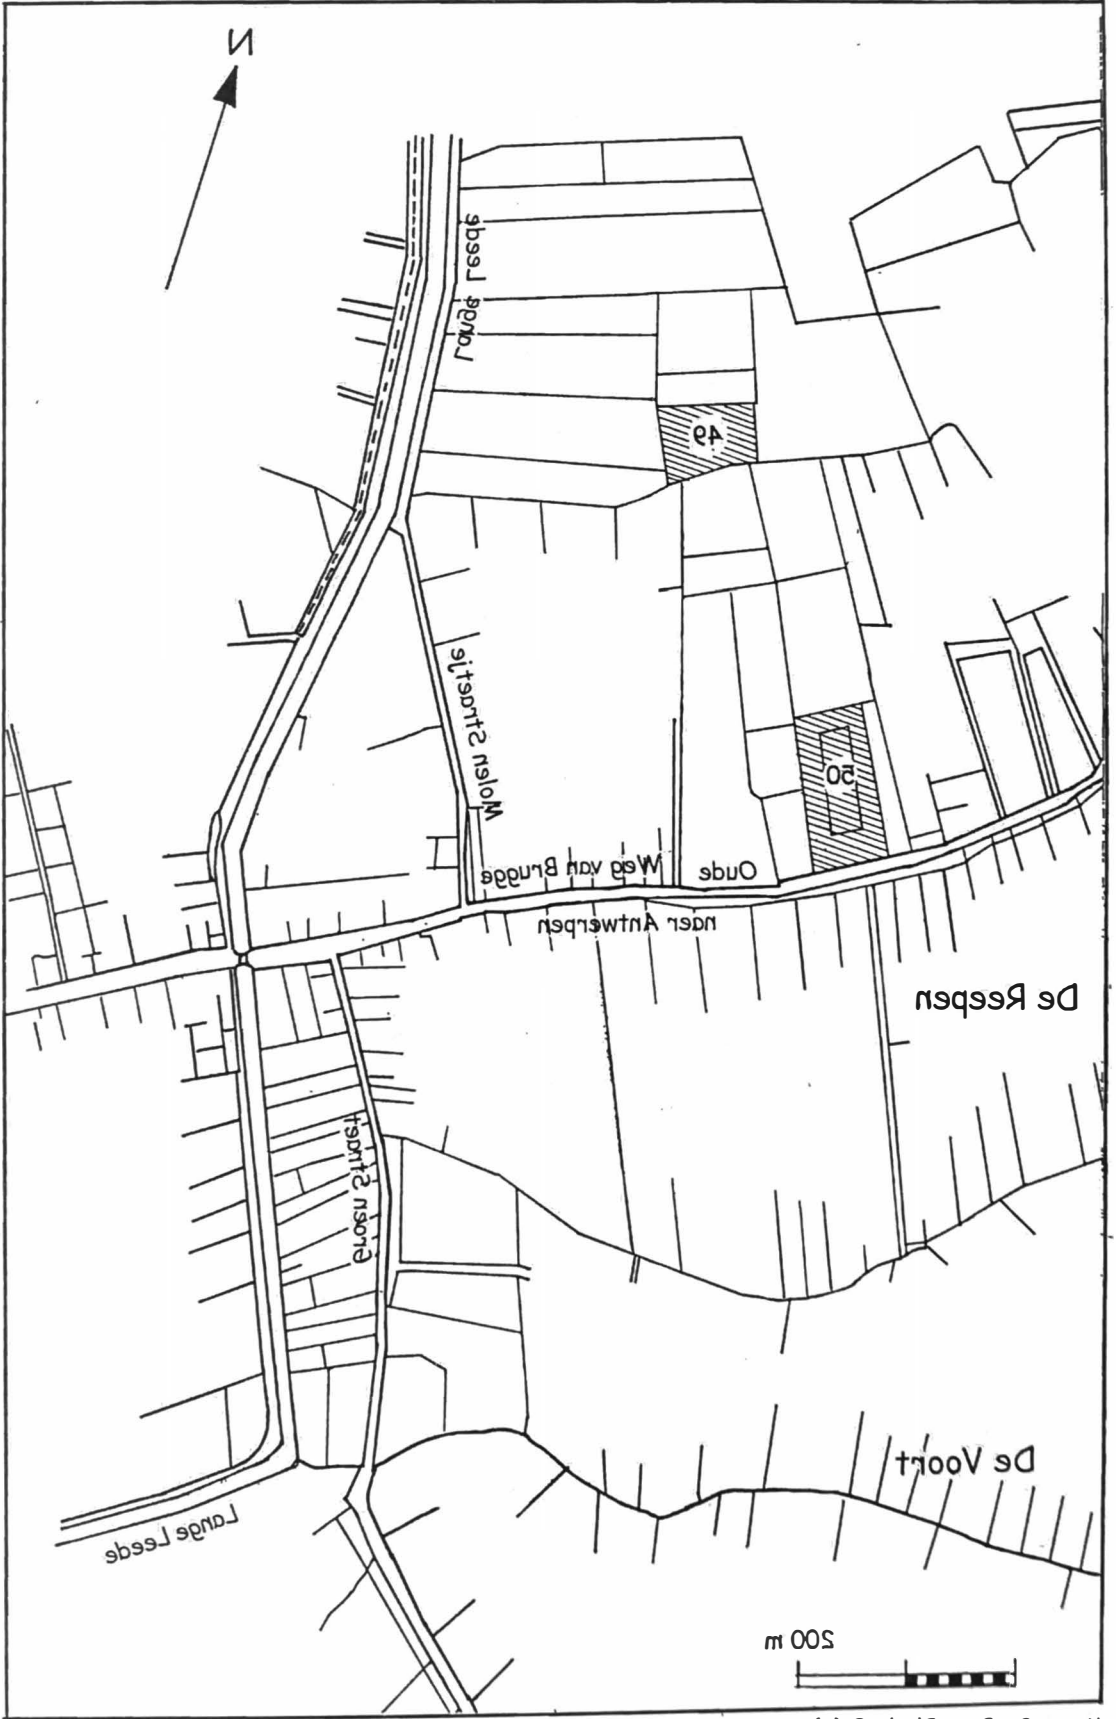 N
Lange Leede
49
Molen Straetje
50
Oude Weg van Brugge
naer Antwerpen
De Reepen
Groen Straet
De Voort
Lange Leede
200 m